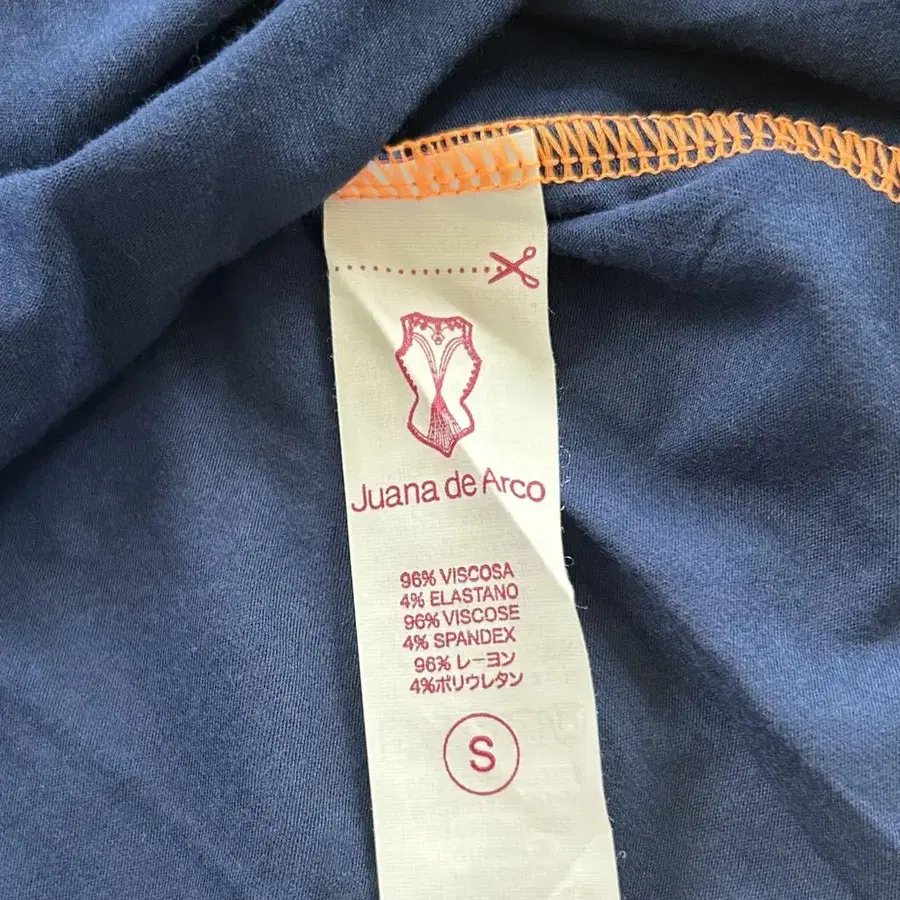 Juana de Arco
96% VISCOSA
4% ELASTANO
96% VISCOSE
4% SPANDEX
96% レーヨン
4%ポリウレタン
S